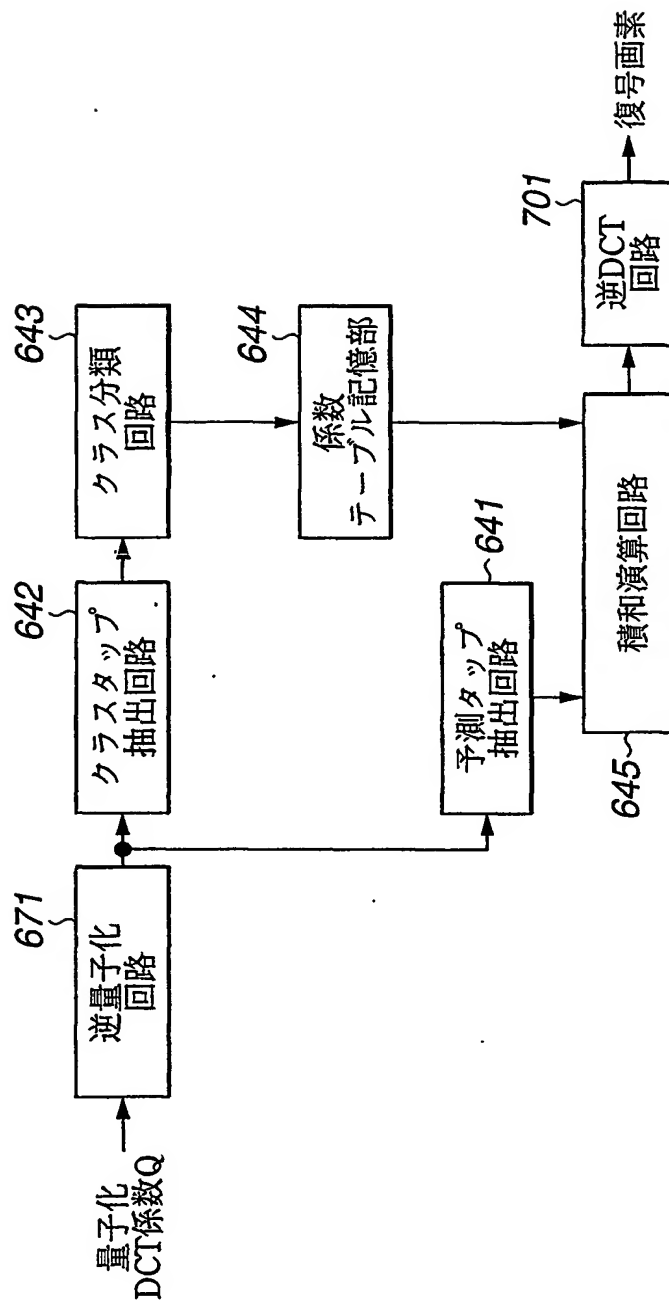 量子化
DCT係数Q
671
逆量子化
回路
642
クラスタップ
抽出回路
643
クラス分類
回路
644
係数
テーブル記憶部
641
予測タップ
抽出回路
645
積和演算回路
701
逆DCT
回路
復号画素